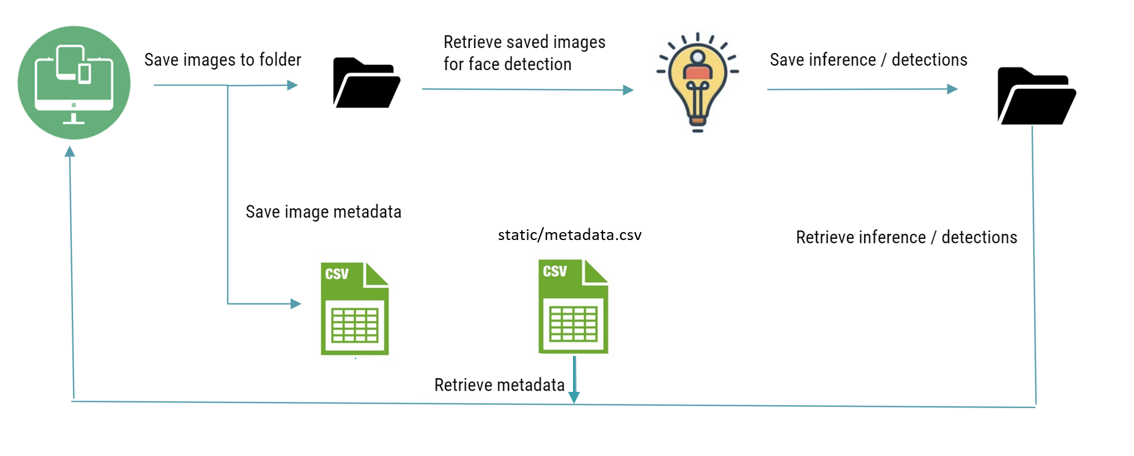 Save images to folder
Retrieve saved images
for face detection
Save inference / detections
Save image metadata
static/metadata.csv
Retrieve inference / detections
CSV
CSV
Retrieve metadata